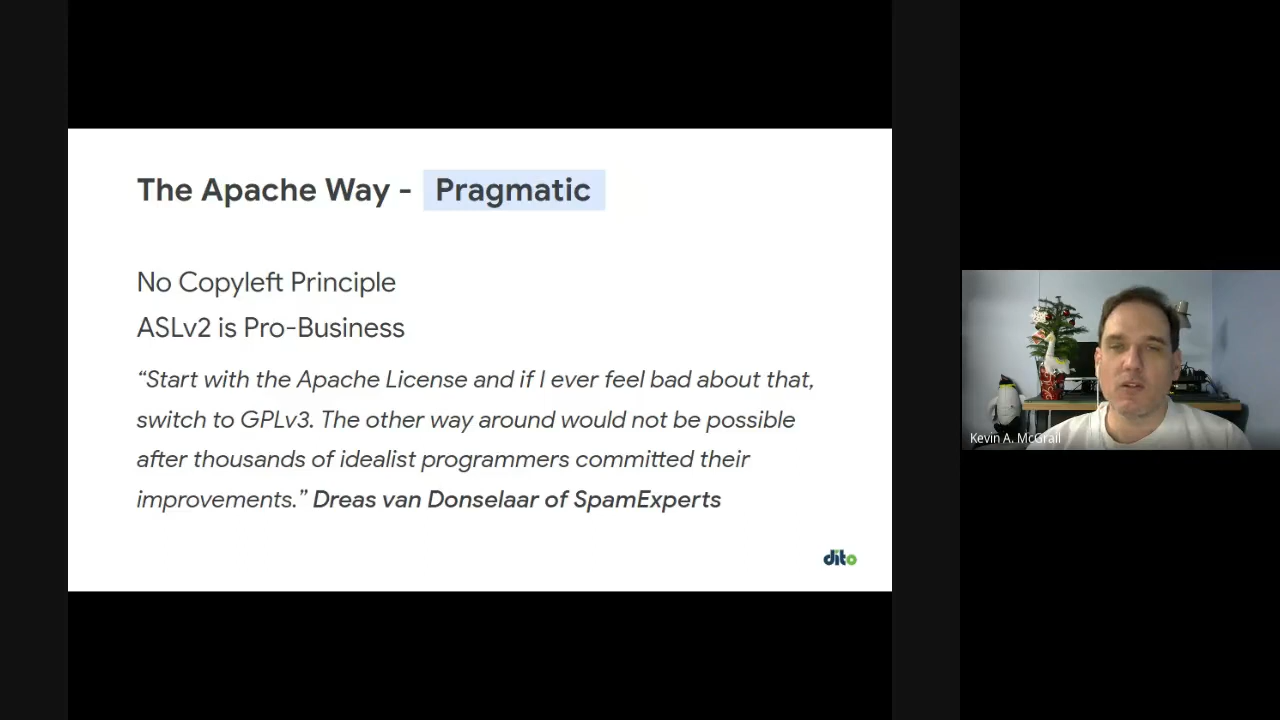 The Apache Way - Pragmatic
No Copyleft Principle
ASLv2 is Pro-Business
“Start with the Apache License and if I ever feel bad about that,
switch to GPLv3. The other way around would not be possible
after thousands of idealist programmers committed their
improvements.” Dreas van Donselaar of SpamExperts
dito
Kevin A. McGrail